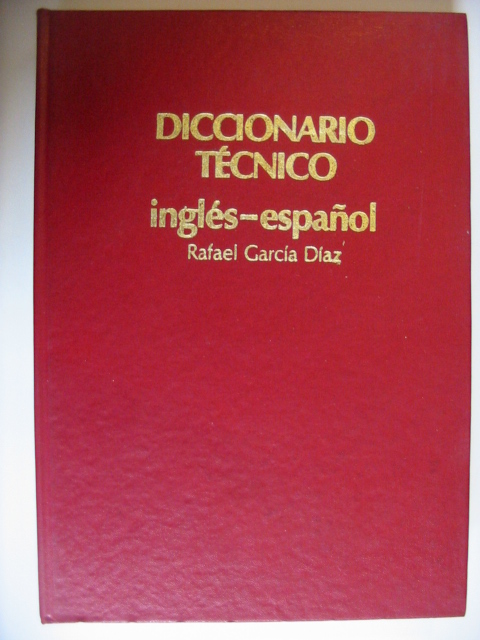 DICCIONARIO
TÉCNICO
inglés-español
Rafael García Díaz